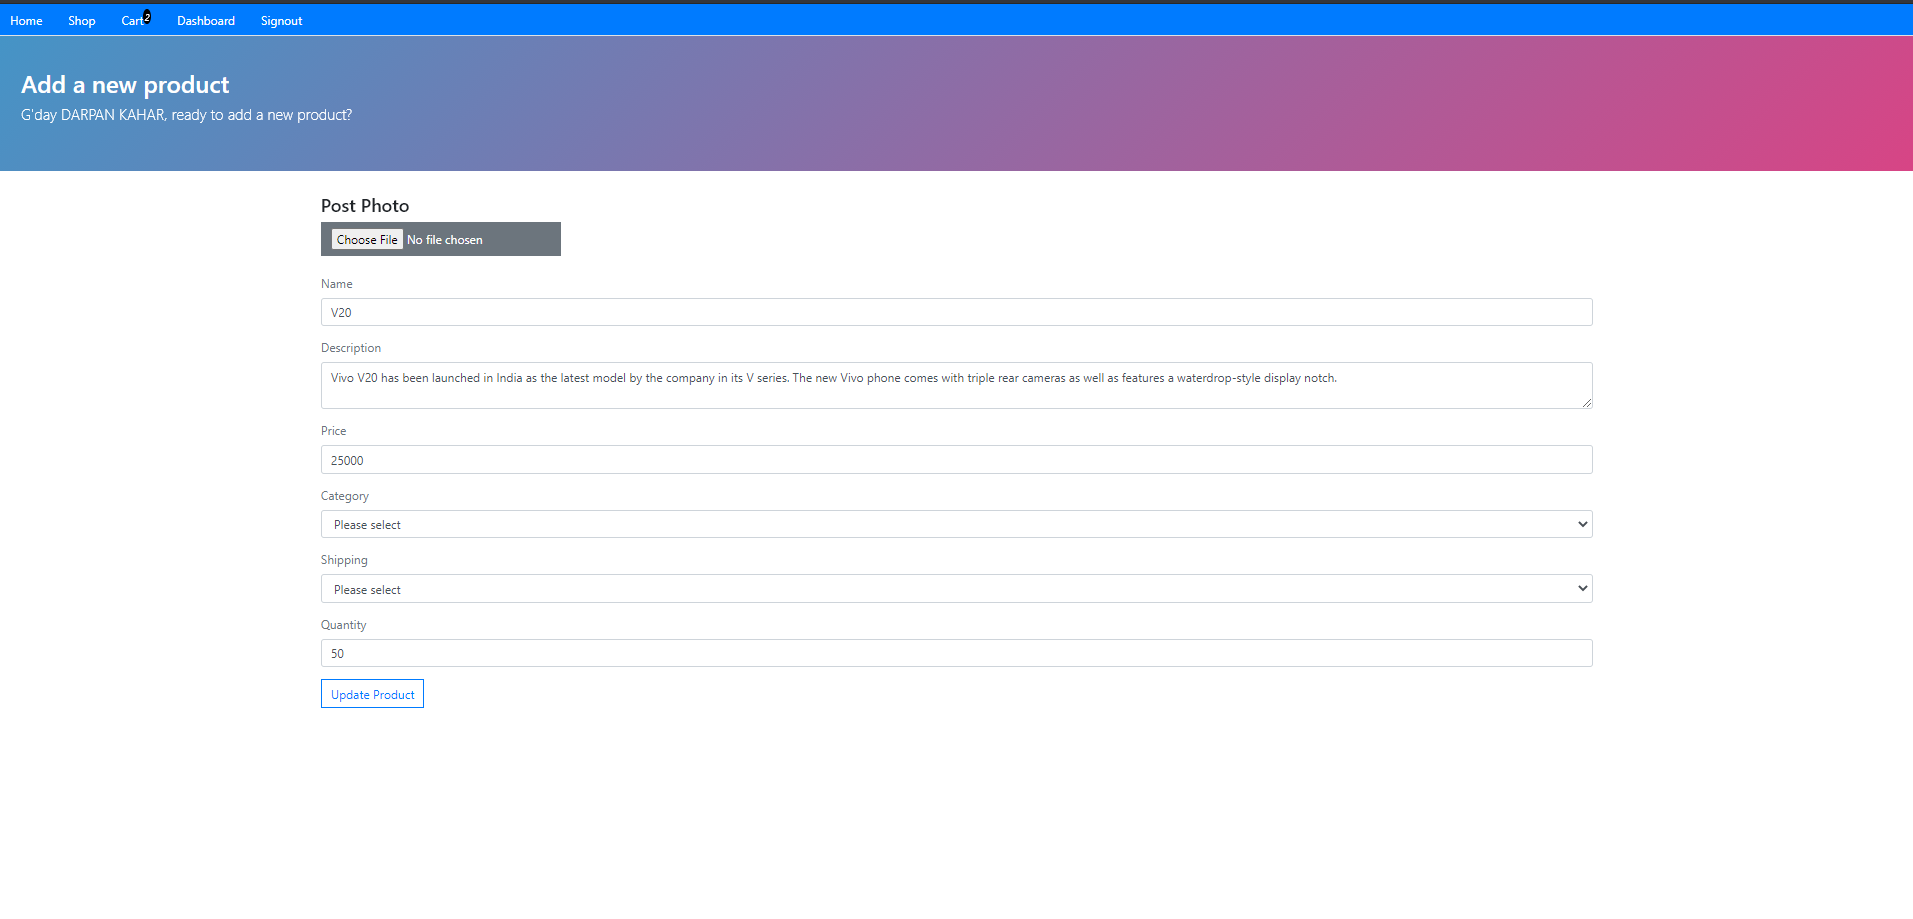 Home Shop Cart 2 Dashboard Signout
Add a new product
G'day DARPAN KAHAR, ready to add a new product?
Post Photo
Choose File No file chosen
Name
V20
Description
Vivo V20 has been launched in India as the latest model by the company in its V series. The new Vivo phone comes with triple rear cameras as well as features a waterdrop-style display notch.
Price
25000
Category
Please select
Shipping
Please select
Quantity
50
Update Product